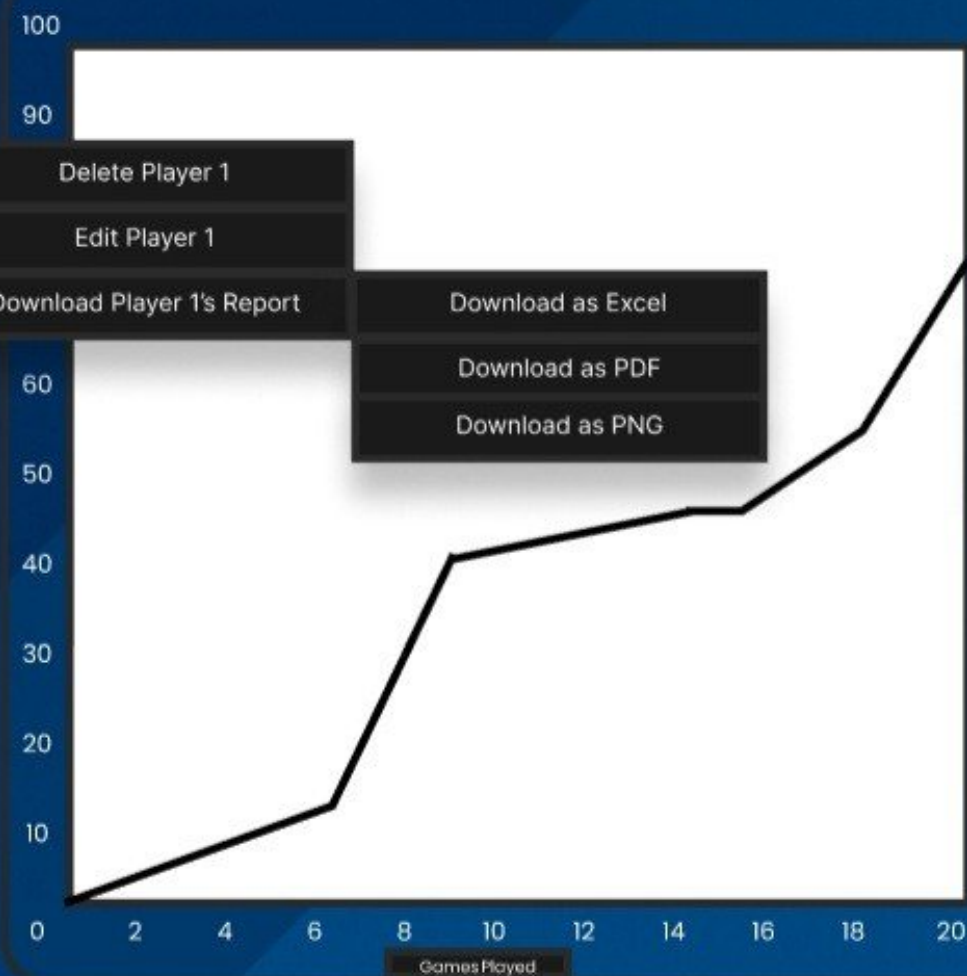 100
90
Delete Player 1
Edit Player 1
Download Player 1's Report
Download as Excel
60
Download as PDF
Download as PNG
50
40
30
20
10
0 2 4 6 8 10 12 14 16 18 20
Games Played